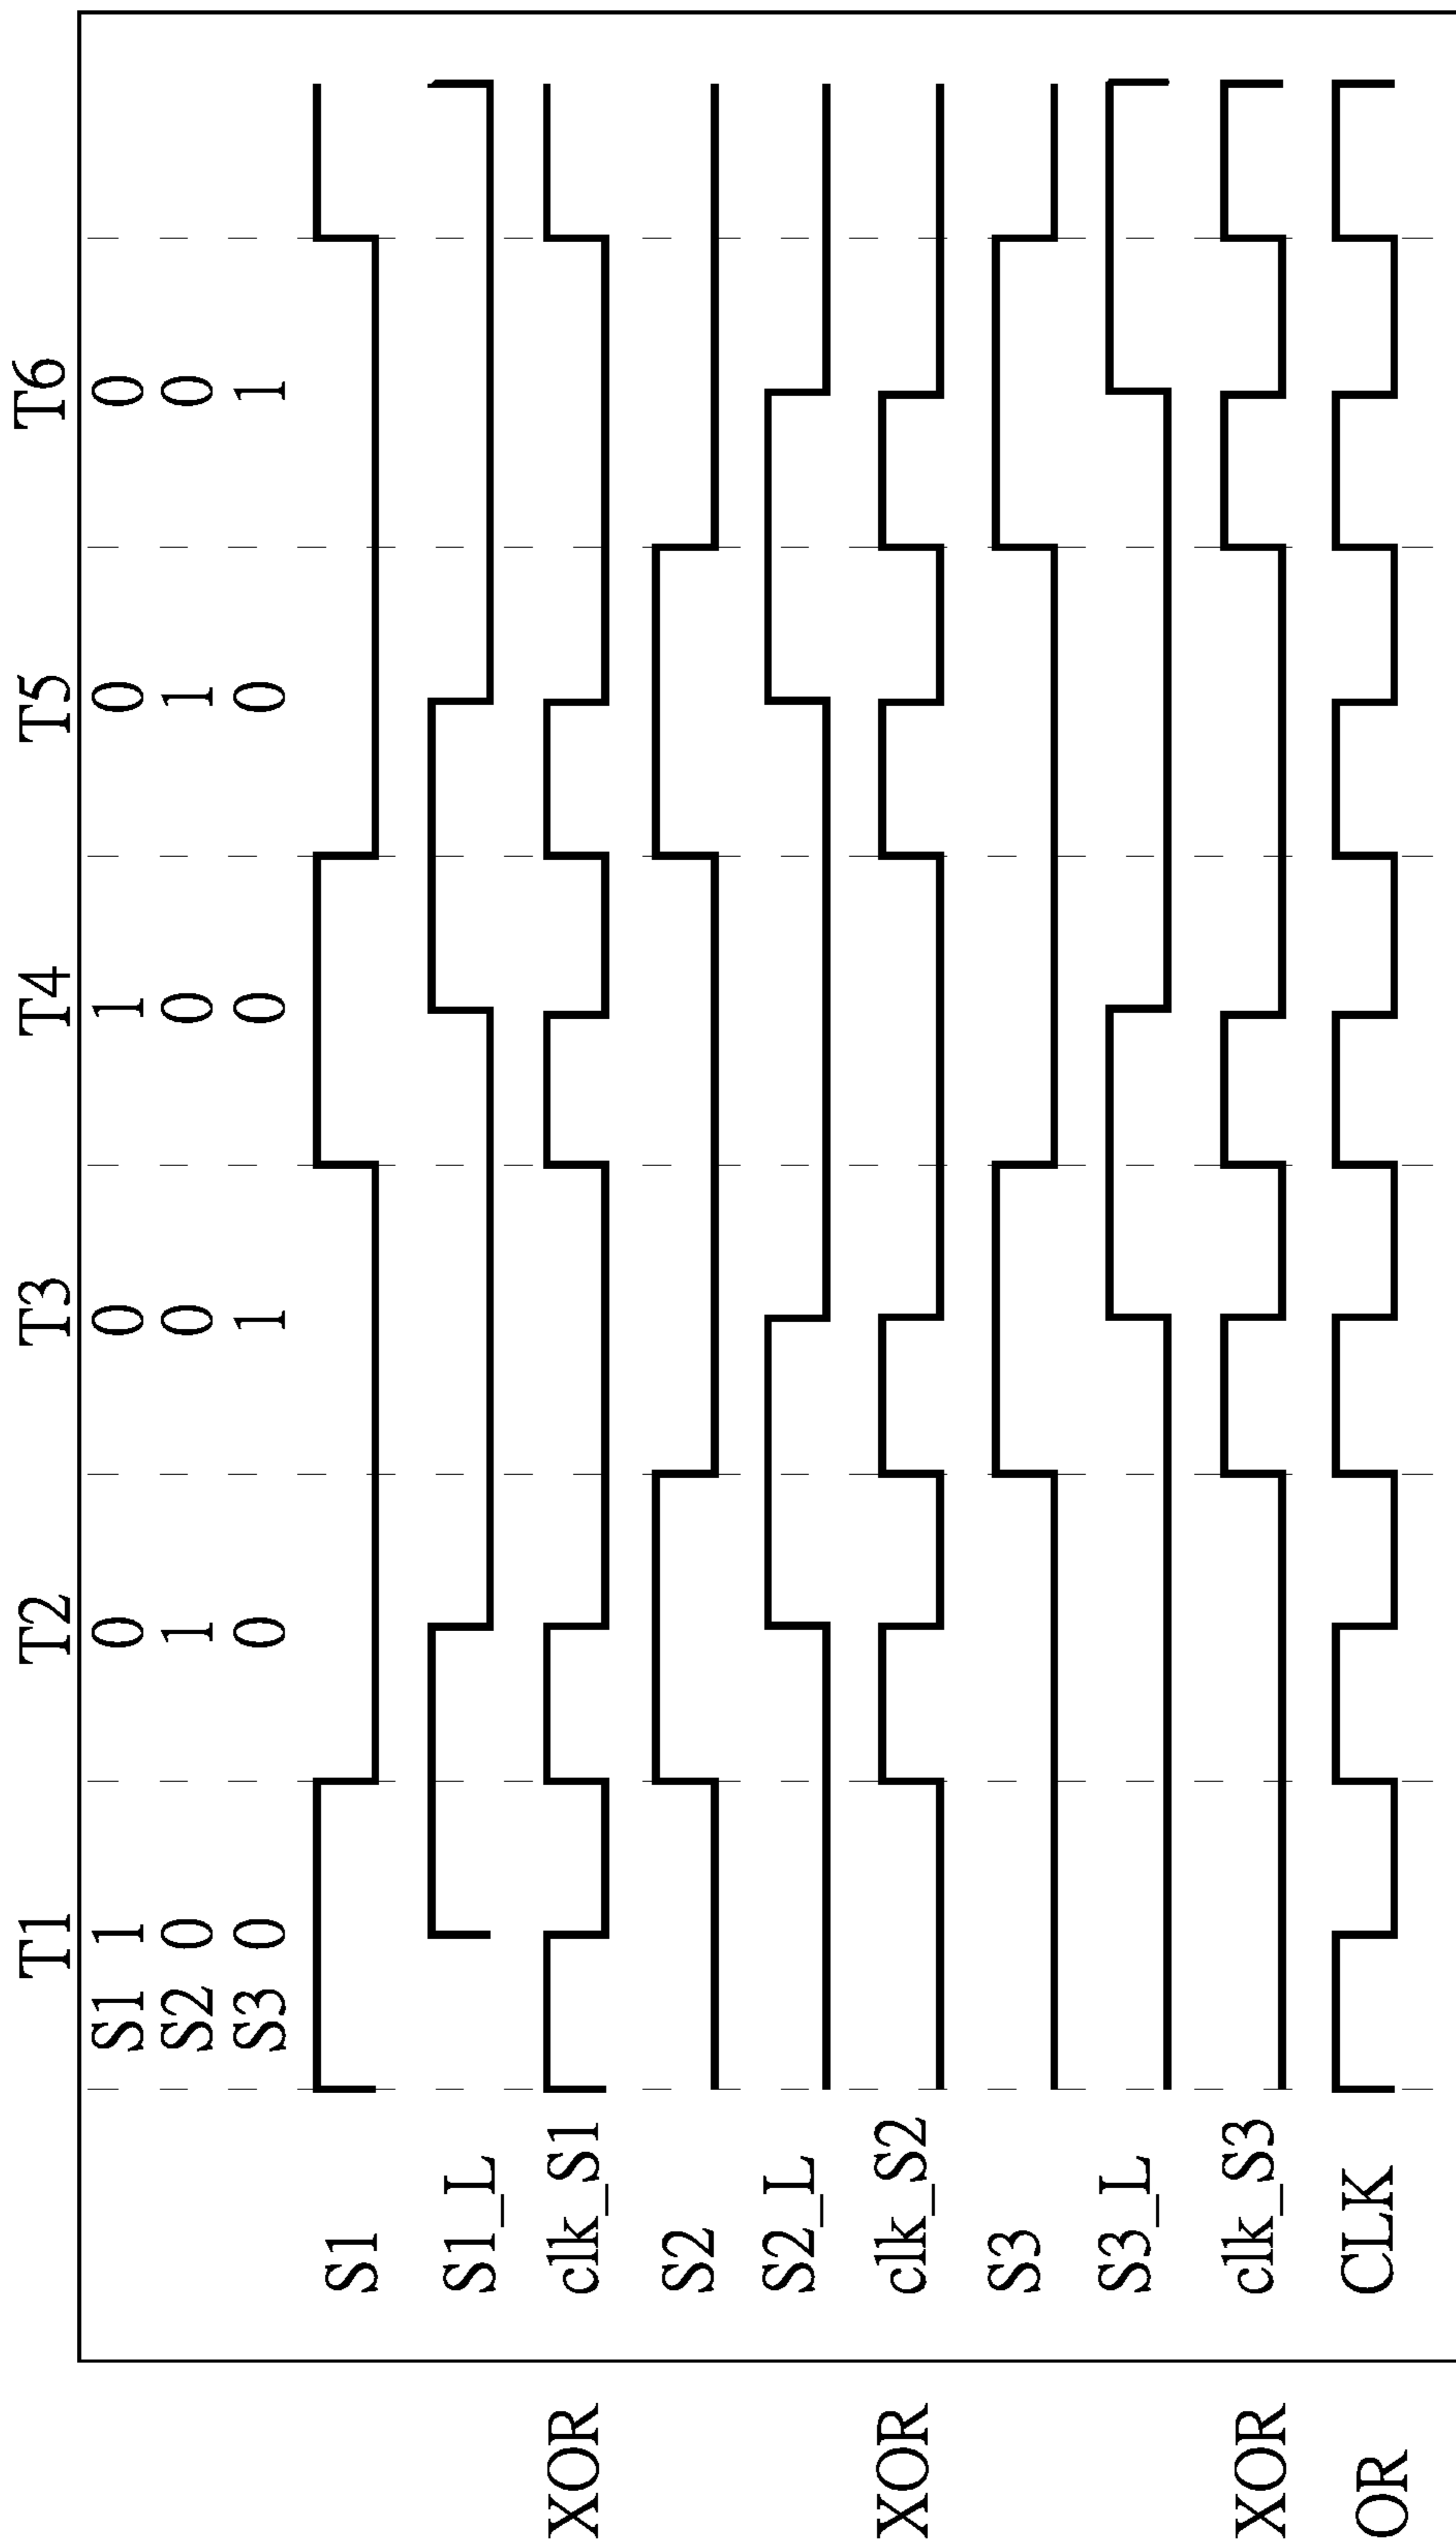 T1 T2 T3 T4 T5 T6
S1 1 0 0 1 0 0
S2 0 1 0 0 1 0
S3 0 0 1 0 0 1
S1
S1_L
XOR clk_S1
S2
S2_L
XOR clk_S2
S3
S3_L
XOR clk_S3
OR CLK